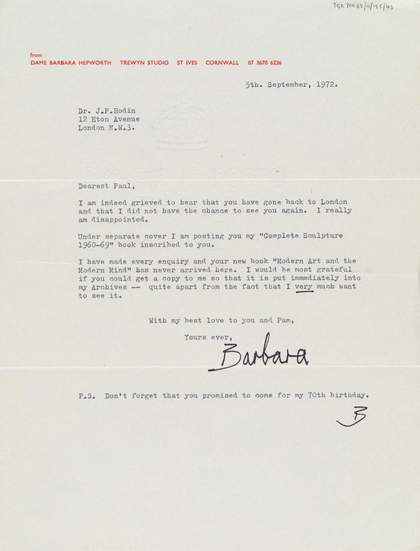 from
DAME BARBARA HEPWORTH TREWYN STUDIO ST IVES CORNWALL 07 3670 6226
5th. September, 1972.
Dr. J.P.Hodin
12 Eton Avenue
London N.W.3.
Dearest Paul,
I am indeed grieved to hear that you have gone back to London
and that I did not have the chance to see you again. I really
am disappointed.
Under separate cover I am posting you my "Complete Sculpture
1960-69" book inscribed to you.
I have made every enquiry and your new book "Modern Art and the
Modern Mind" has never arrived here. I would be most grateful
if you could get a copy to me so that it is put immediately into
my Archives -- quite apart from the fact that I very much want
to see it.
With my best love to you and Pam,
Yours ever,
Barbara
P.S. Don't forget that you promised to come for my 70th birthday.
B